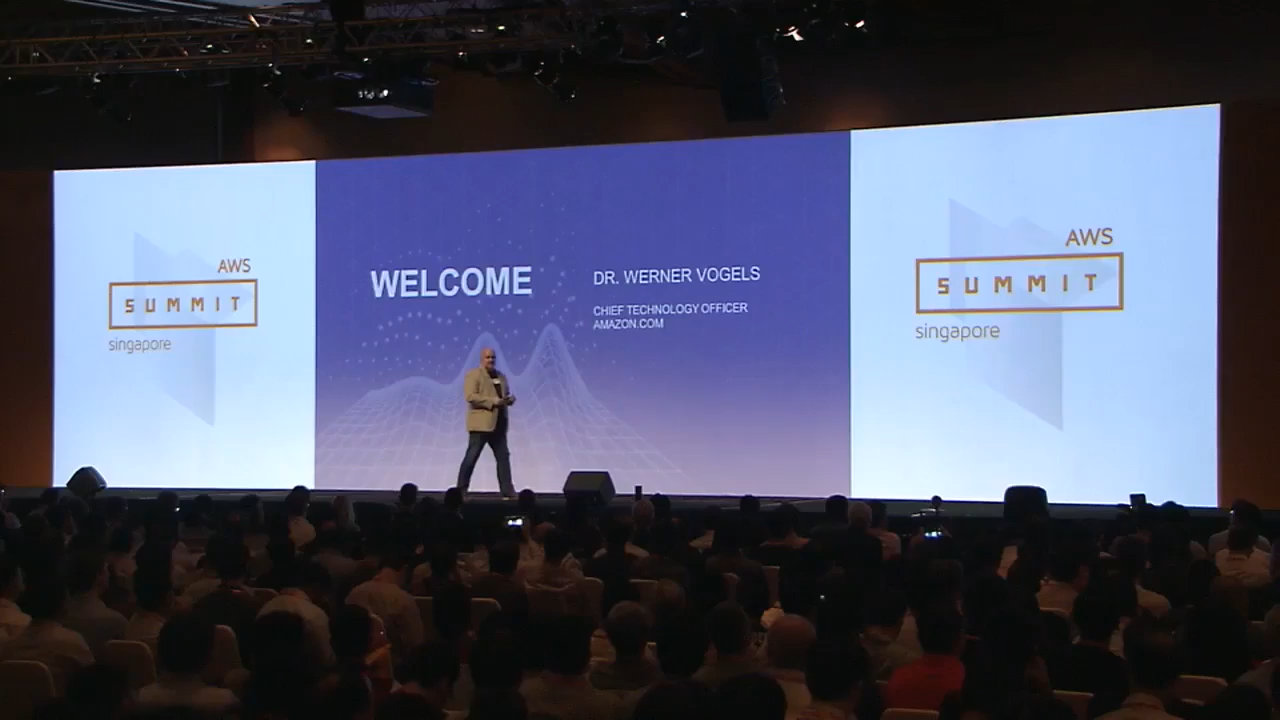 AWS
SUMMIT
singapore
WELCOME
DR. WERNER VOGELS
CHIEF TECHNOLOGY OFFICER
AMAZON.COM
AWS
SUMMIT
singapore